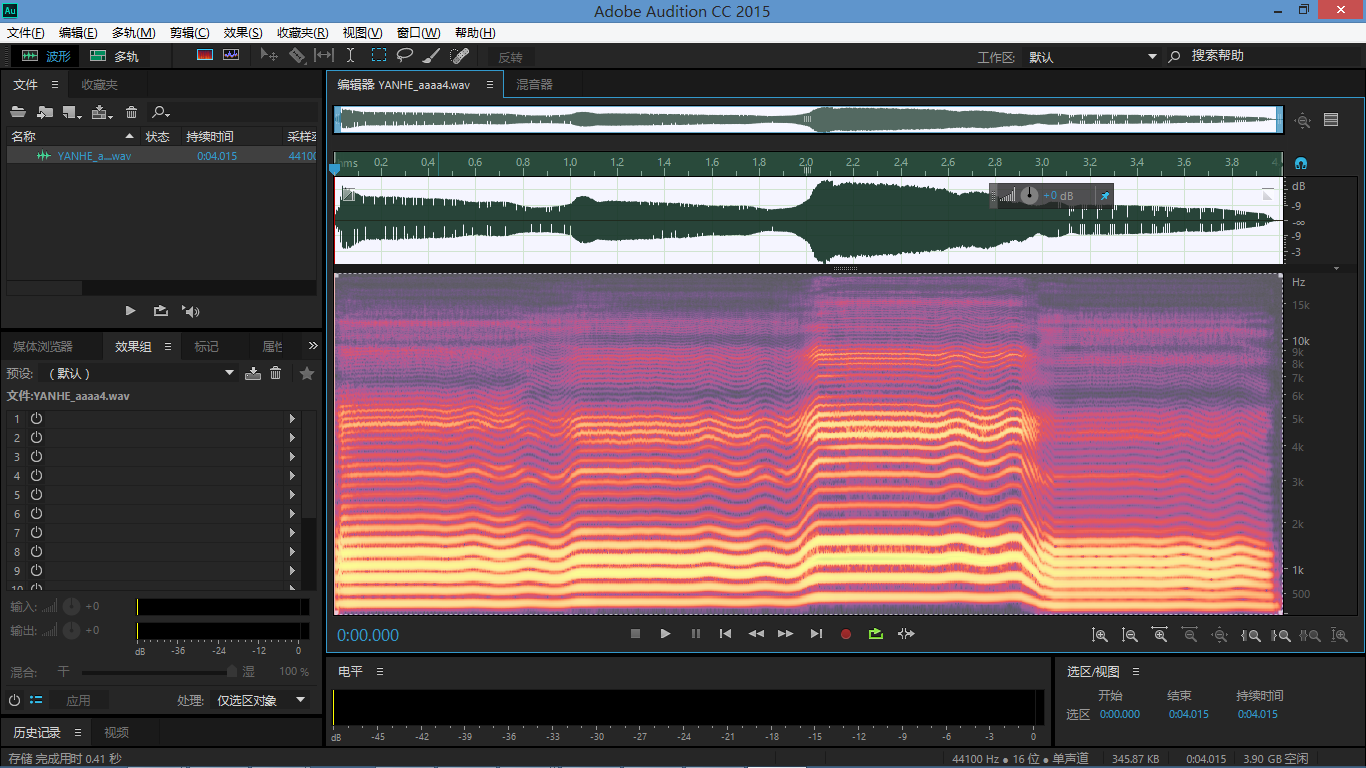 Au Adobe Audition CC 2015
文件(F) 编辑(E) 多轨(M) 剪辑(C) 效果(S) 收藏夹(R) 视图(V) 窗口(W) 帮助(H)
波形 多轨 反转 工作区: 默认 搜索帮助
文件 收藏夹
名称 状态 持续时间 采样率
YANHE_a...wav 0:04.015 44100
编辑器: YANHE_aaaa4.wav 混音器
hms 0.2 0.4 0.6 0.8 1.0 1.2 1.4 1.6 1.8 2.0 2.2 2.4 2.6 2.8 3.0 3.2 3.4 3.6 3.8
+0 dB
dB
-9
-∞
-9
-3
Hz
15k
10k
9k
8k
7k
6k
5k
4k
3k
2k
1k
500
媒体浏览器 效果组 标记 属性
预设: (默认)
文件:YANHE_aaaa4.wav
1
2
3
4
5
6
7
8
9
10
输入: +0
输出: +0
dB -36 -24 -12 0
混合: 干 湿 100 %
应用 处理: 仅选区对象
历史记录 视频
0:00.000
电平
dB -45 -42 -39 -36 -33 -30 -27 -24 -21 -18 -15 -12 -9 -6 -3 0
选区/视图
开始 结束 持续时间
选区 0:00.000 0:04.015 0:04.015
存储 完成用时 0.41 秒
44100 Hz ● 16 位 ● 单声道 345.87 KB 0:04.015 3.90 GB 空闲